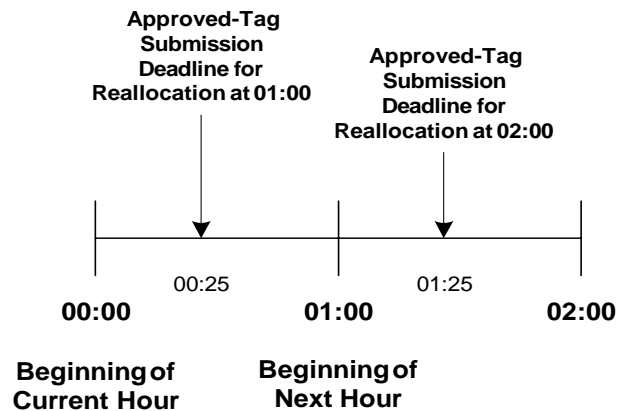 Approved-Tag
Submission
Deadline for
Reallocation at 01:00
Approved-Tag
Submission
Deadline for
Reallocation at 02:00
00:25
01:25
00:00
01:00
02:00
Beginning of
Current Hour
Beginning of
Next Hour